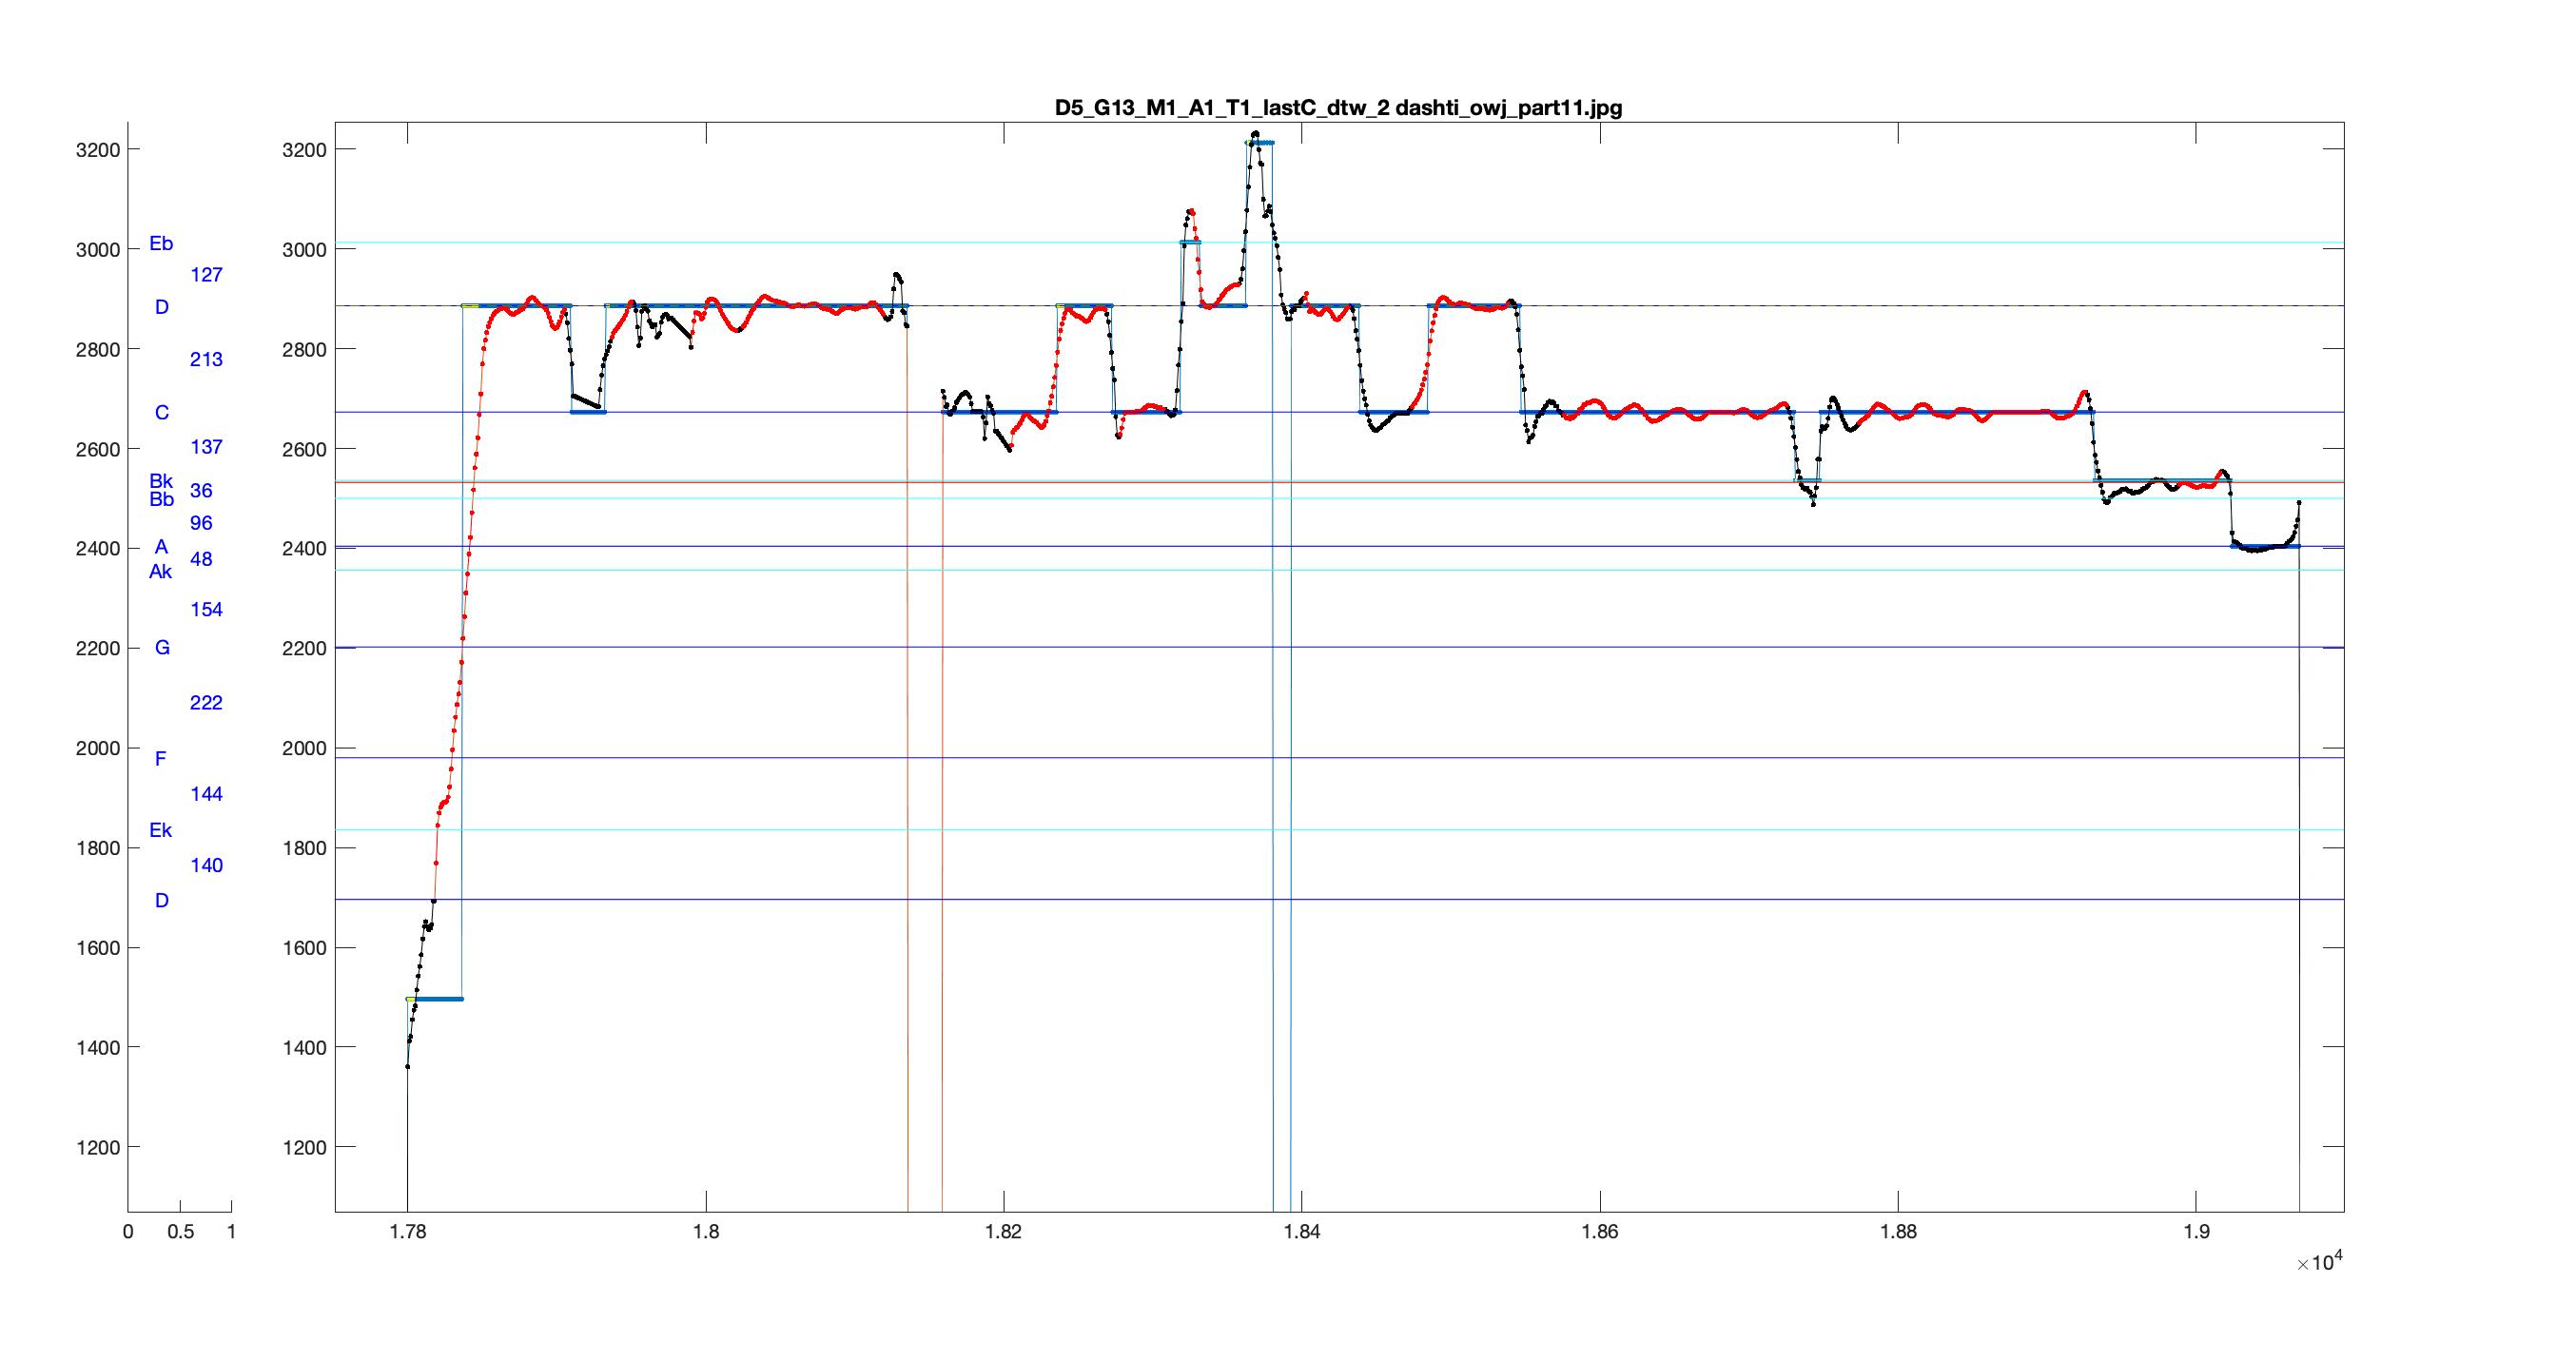 D5_G13_M1_A1_T1_lastC_dtw_2 dashti_owj_part11.jpg
3200 3200
3000 Eb 3000
127
D
2800 213 2800
C
2600 137 2600
Bk 36
Bb
96
2400 A 2400
48
Ak
154
2200 G 2200
222
2000 F 2000
144
1800 Ek 1800
140
D
1600 1600
1400 1400
1200 1200
0 0.5 1 1.78 1.8 1.82 1.84 1.86 1.88 1.9
×10^4